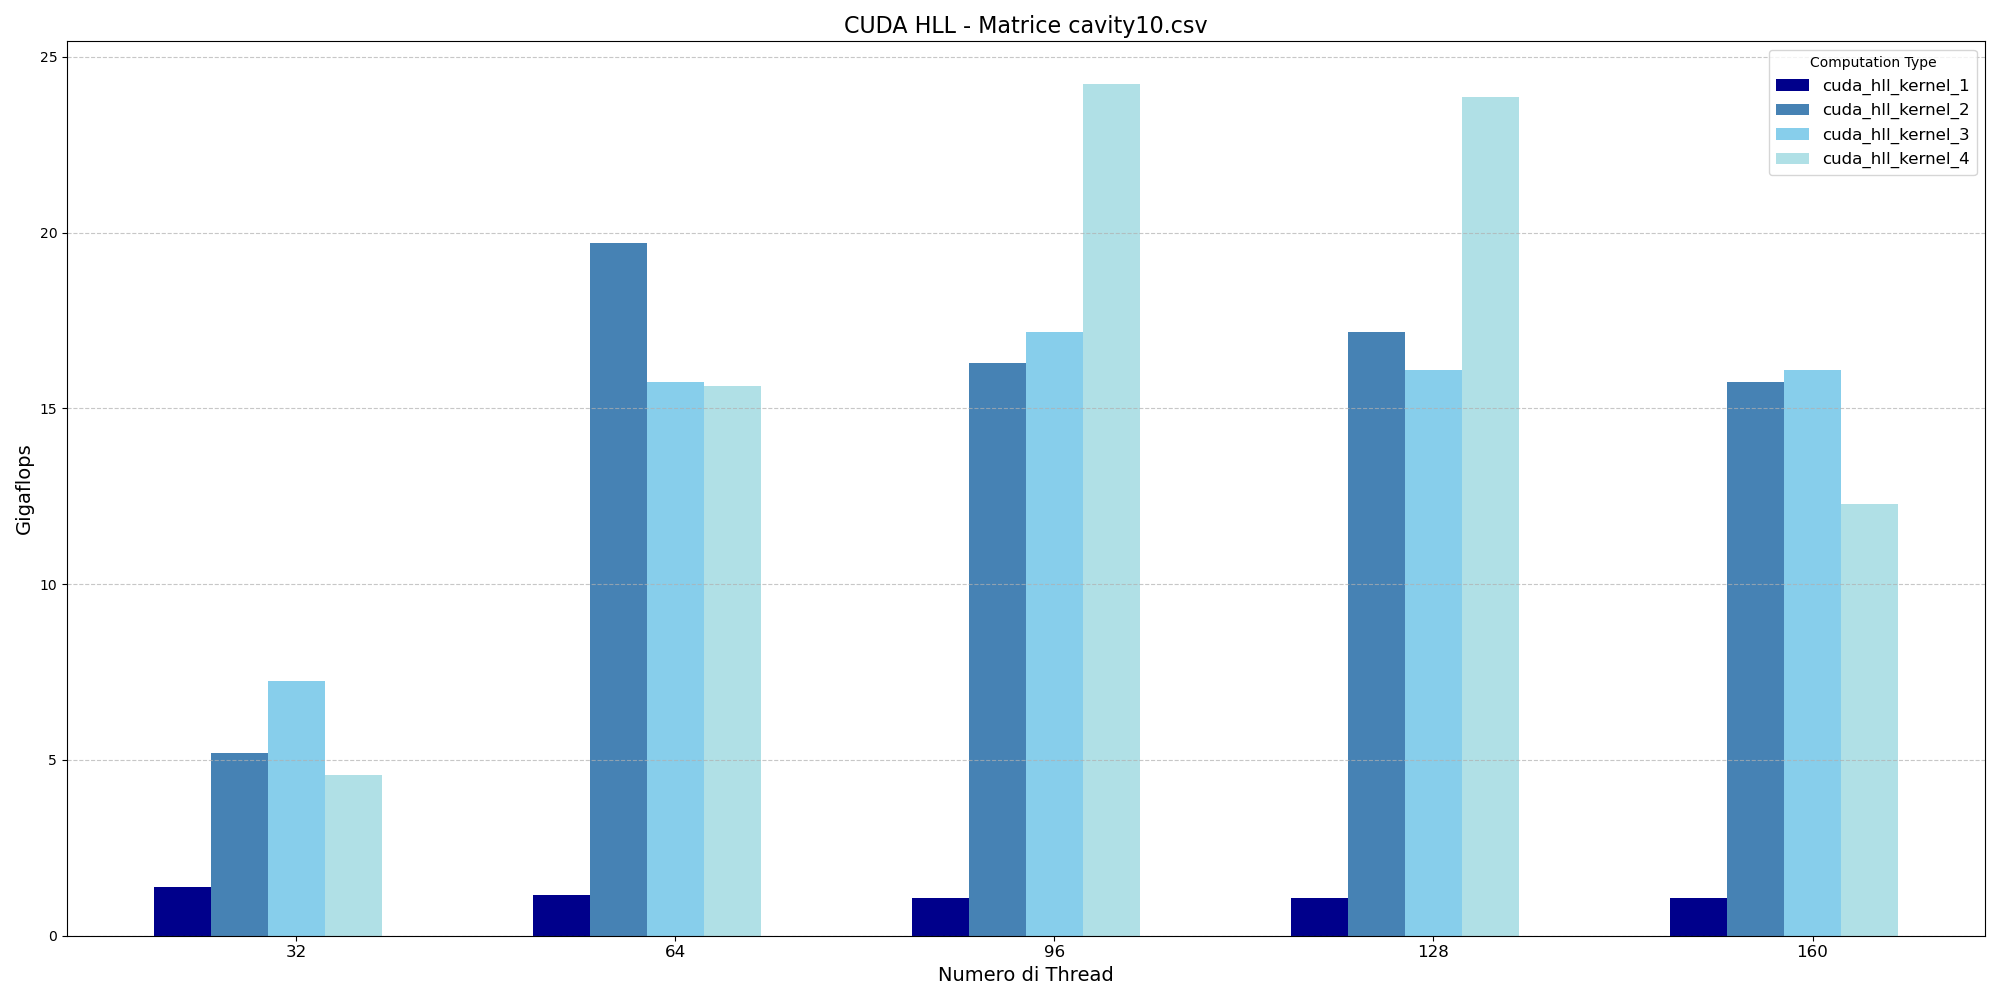 CUDA HLL - Matrice cavity10.csv
Computation Type
cuda_hll_kernel_1
cuda_hll_kernel_2
cuda_hll_kernel_3
cuda_hll_kernel_4
Gigaflops
25
20
15
10
5
0
32 64 96 128 160
Numero di Thread